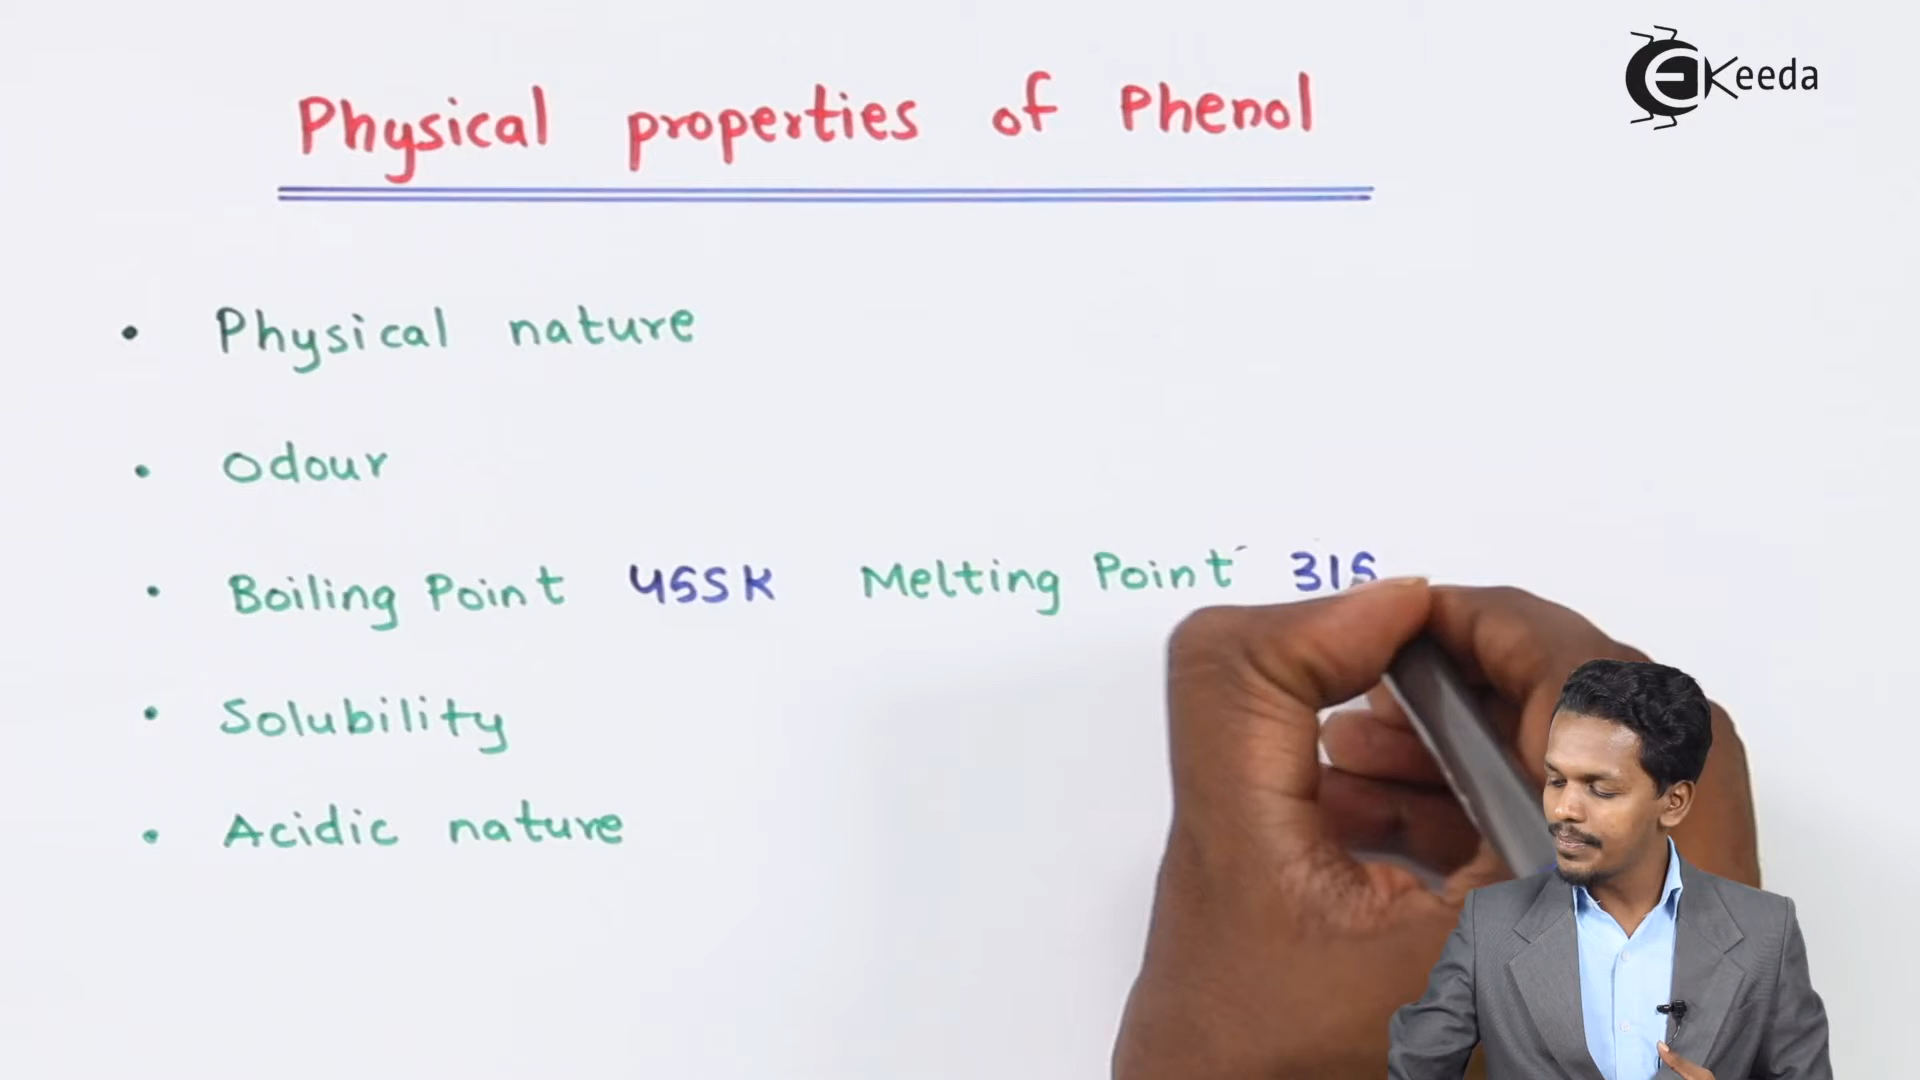 EKeeda
Physical properties of Phenol
• Physical nature
• Odour
• Boiling Point 455K Melting Point 315
• Solubility
• Acidic nature